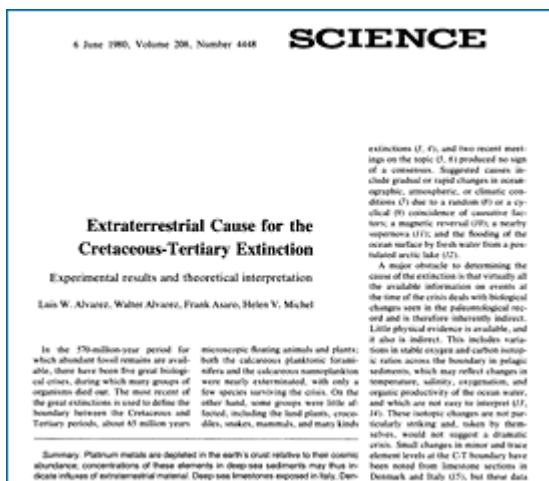 6 June 1980, Volume 208, Number 4448
SCIENCE
Extraterrestrial Cause for the
Cretaceous-Tertiary Extinction
Experimental results and theoretical interpretation
Luis W. Alvarez, Walter Alvarez, Frank Asaro, Helen V. Michel
In the 570-million-year period for
which abundant fossil remains are avail-
able, there have been five great biologi-
cal crises, during which many groups of
organisms died out. The most recent of
the great extinctions is used to define the
boundary between the Cretaceous and
Tertiary periods, about 65 million years
microscopic floating animals and plants;
both the calcareous planktonic forami-
nifera and the calcareous nannoplankton
were nearly exterminated, with only a
few species surviving the crisis. On the
other hand, some groups were little af-
fected, including the land plants, croco-
diles, snakes, mammals, and many kinds
extinctions (3, 4), and two recent meet-
ings on the topic (5, 6) produced no sign
of a consensus. Suggested causes in-
clude gradual or rapid changes in ocean-
ographic, atmospheric, or climatic con-
ditions (7) due to a random (8) or a cy-
clical (9) coincidence of causative fac-
tors; a magnetic reversal (10); a nearby
supernova (11); and the flooding of the
ocean surface by fresh water from a pos-
tulated arctic lake (12).
A major obstacle to determining the
cause of the extinction is that virtually all
the available information on events at
the time of the crisis deals with biological
changes seen in the paleontological rec-
ord and is therefore inherently indirect.
Little physical evidence is available, and
it also is indirect. This includes varia-
tions in stable oxygen and carbon isotop-
ic ratios across the boundary in pelagic
sediments, which may reflect changes in
temperature, salinity, oxygenation, and
organic productivity of the ocean water,
and which are not easy to interpret (13,
14). These isotopic changes are not par-
ticularly striking and, taken by them-
selves, would not suggest a dramatic
crisis. Small changes in minor and trace
element levels at the C-T boundary have
been noted from limestone sections in
Denmark and Italy (15), but these data
Summary. Platinum metals are depleted in the earth's crust relative to their cosmic
abundance; concentrations of these elements in deep-sea sediments may thus in-
dicate influxes of extraterrestrial material. Deep-sea limestones exposed in Italy, Den-